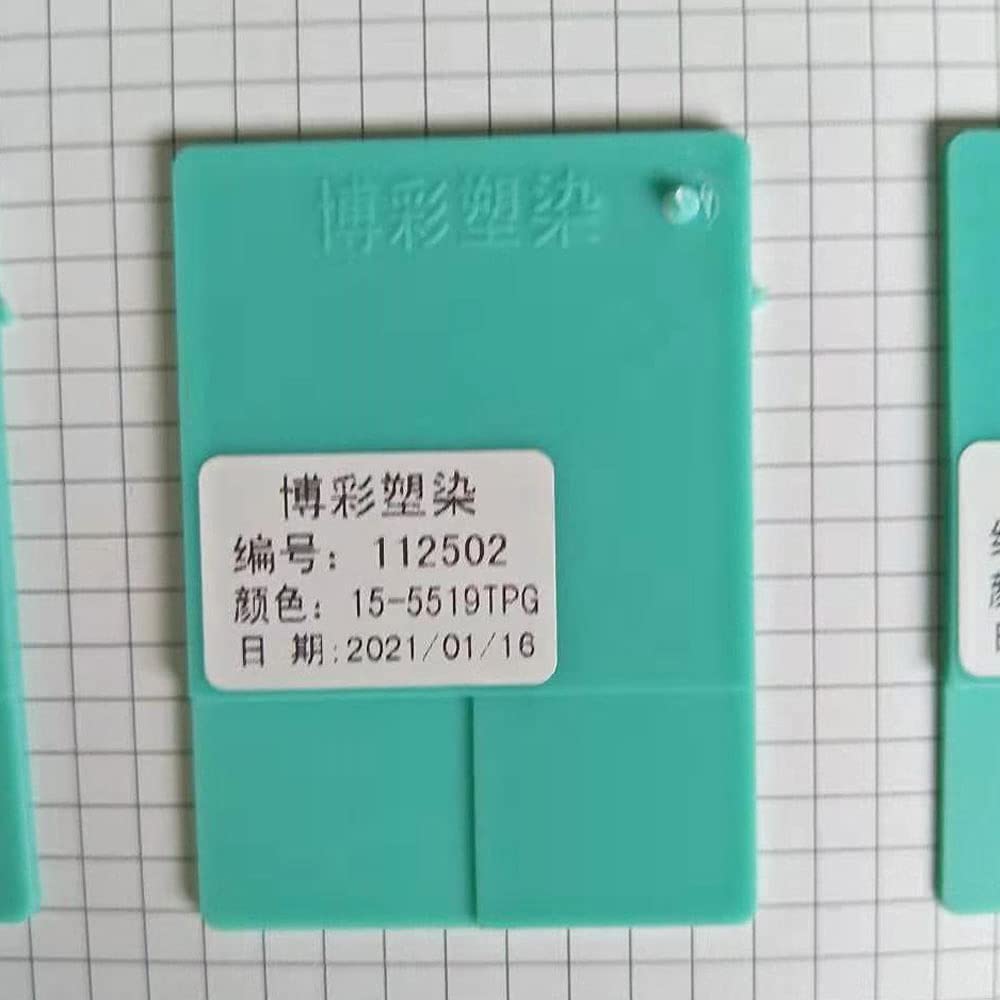 博彩塑染
博彩塑染
编号: 112502
颜色: 15-5519TPG
日 期:2021/01/16